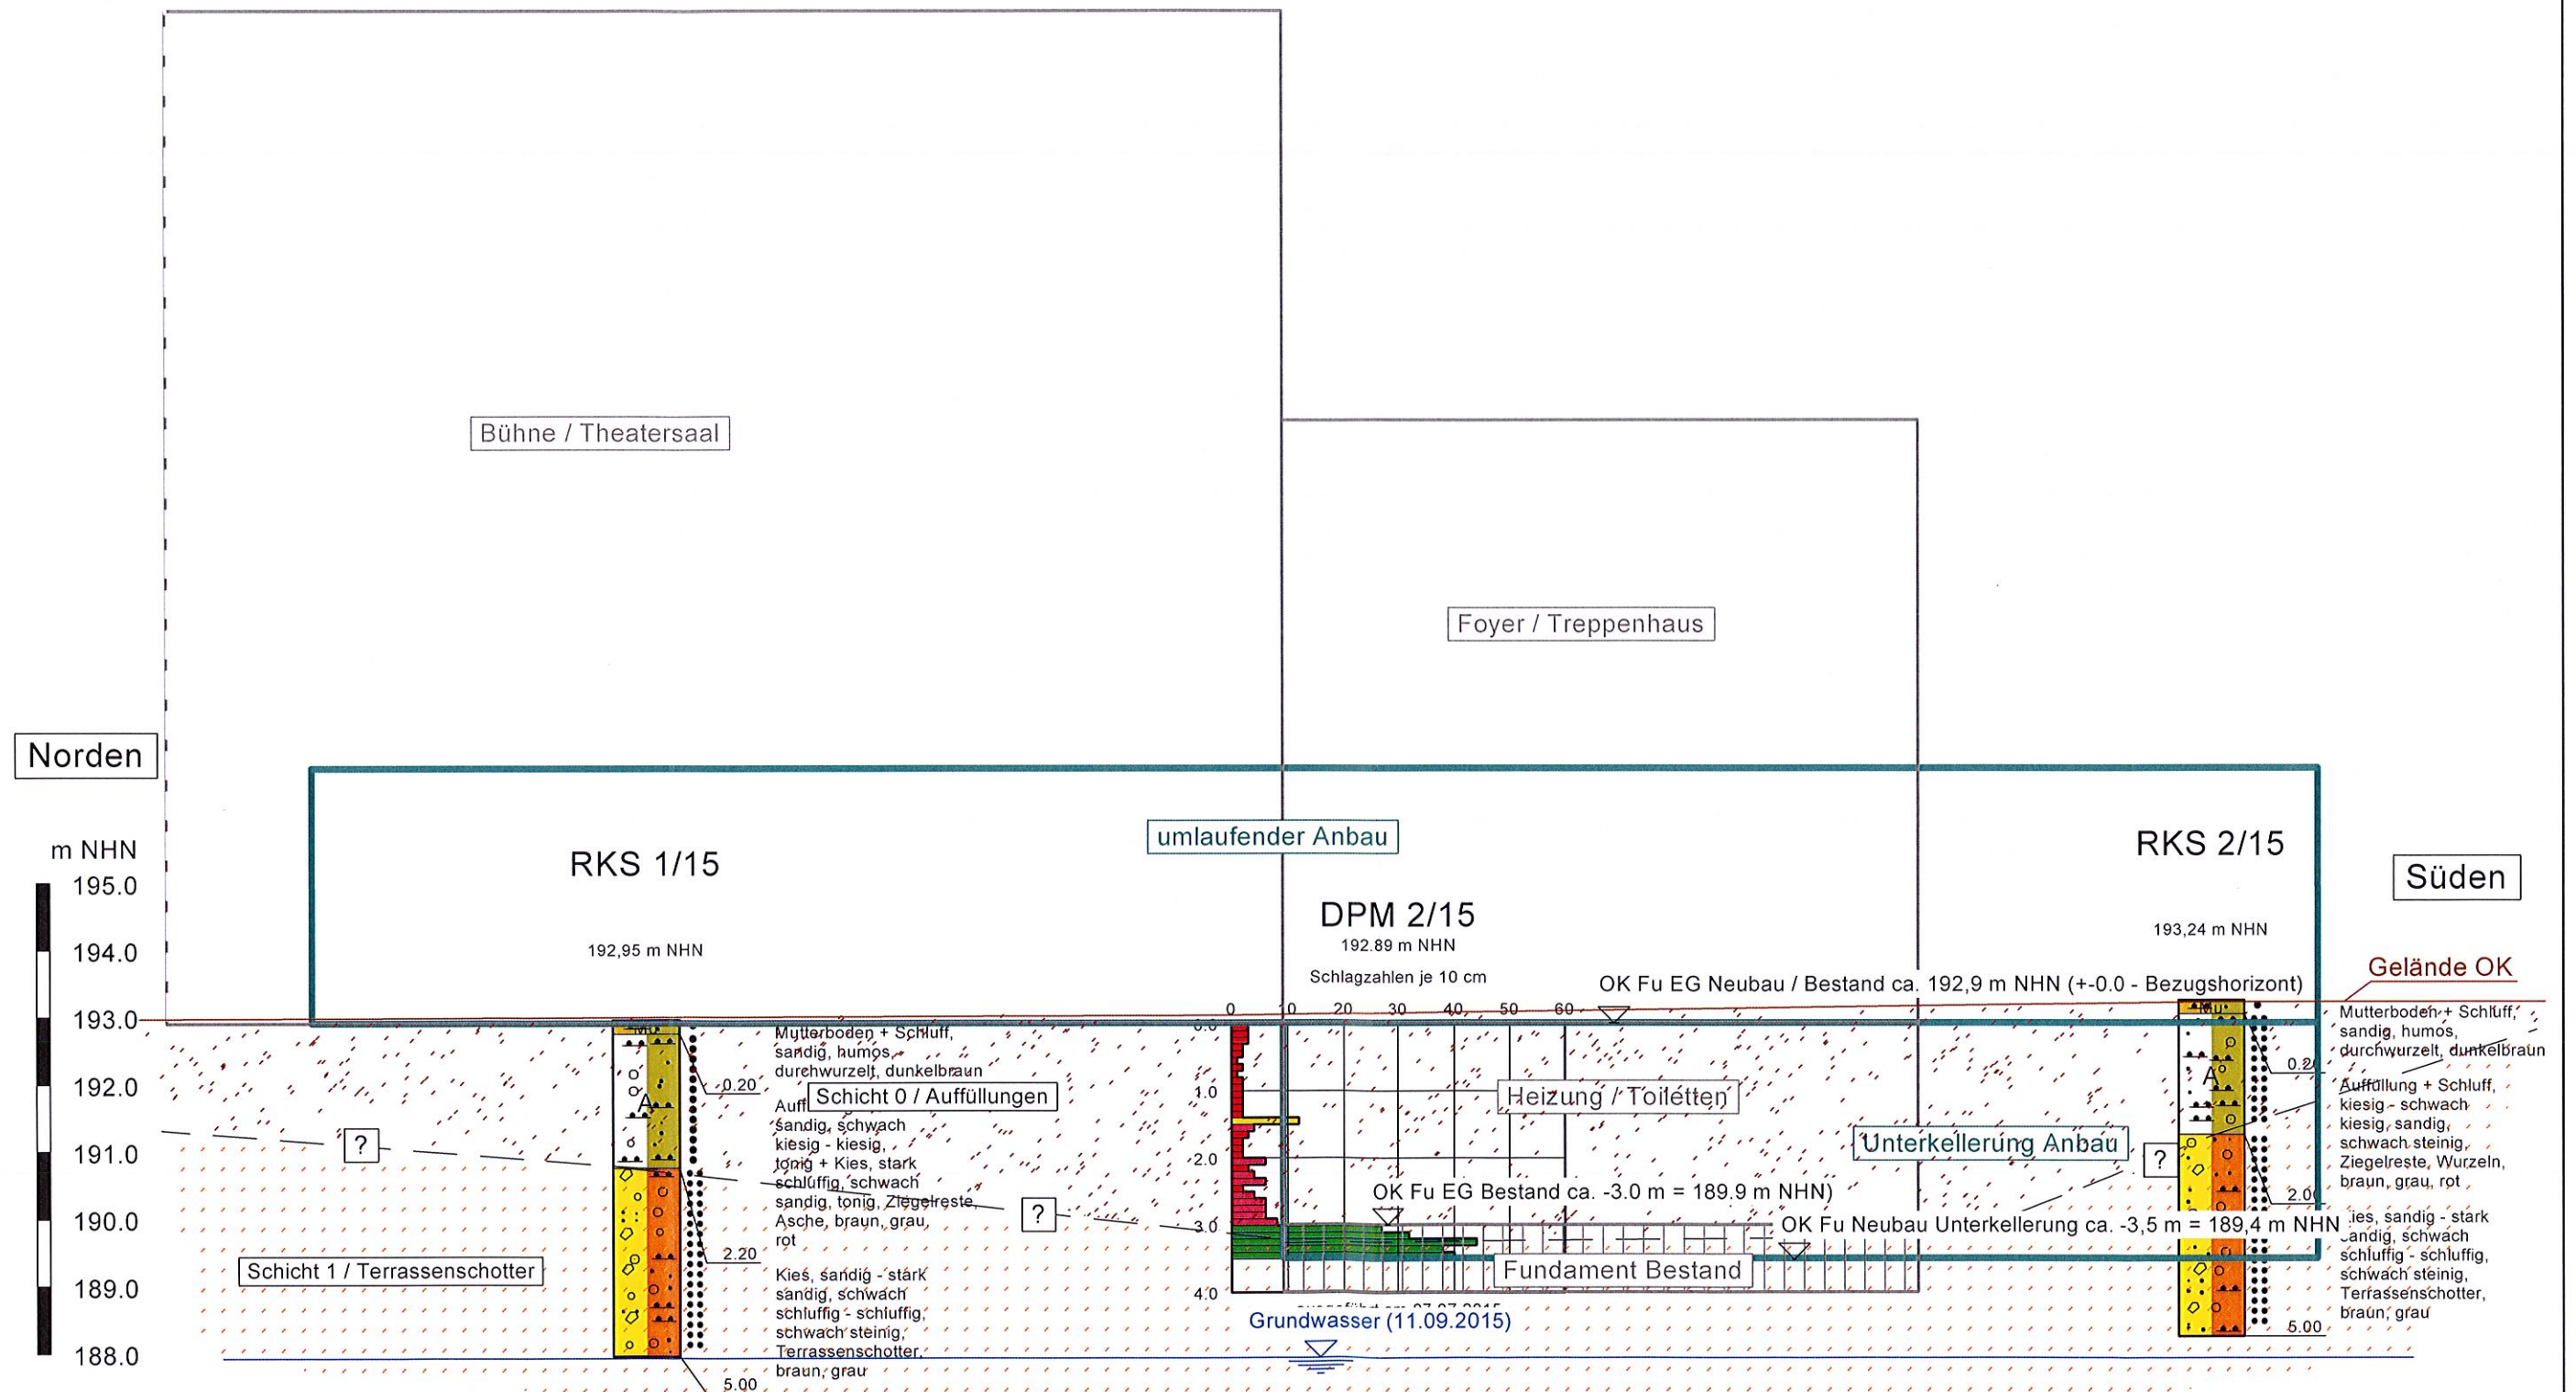 Bühne / Theatersaal
Foyer / Treppenhaus
Norden
umlaufender Anbau
RKS 1/15
192,95 m NHN
DPM 2/15
192.89 m NHN
Schlagzahlen je 10 cm
RKS 2/15
193,24 m NHN
Süden
Gelände OK
m NHN
195.0
194.0
193.0
192.0
191.0
190.0
189.0
188.0
OK Fu EG Neubau / Bestand ca. 192,9 m NHN (+-0.0 - Bezugshorizont)
0 10 20 30 40 50 60
0.0
1.0
2.0
3.0
4.0
Mu
A
0.20
2.20
5.00
Mutterboden + Schluff,
sandig, humos,
durchwurzelt, dunkelbraun
Schicht 0 / Auffüllungen
sandig, schwach
kiesig - kiesig,
tonig + Kies, stark
schluffig, schwach
sandig, tonig, Ziegelreste,
Asche, braun, grau,
rot
Kies, sandig - stark
sandig, schwach
schluffig - schluffig,
schwach steinig,
Terrassenschotter,
braun, grau
?
?
?
Schicht 1 / Terrassenschotter
Heizung / Toiletten
Unterkellerung Anbau
OK Fu EG Bestand ca. -3.0 m = 189.9 m NHN)
OK Fu Neubau Unterkellerung ca. -3,5 m = 189,4 m NHN
Fundament Bestand
Grundwasser (11.09.2015)
Mu
A
0.20
2.00
5.00
Mutterboden + Schluff,
sandig, humos,
durchwurzelt, dunkelbraun
Auffüllung + Schluff,
kiesig - schwach
kiesig, sandig,
schwach steinig,
Ziegelreste, Wurzeln,
braun, grau, rot
sandig - stark
sandig, schwach
schluffig - schluffig,
schwach steinig,
Terrassenschotter,
braun, grau